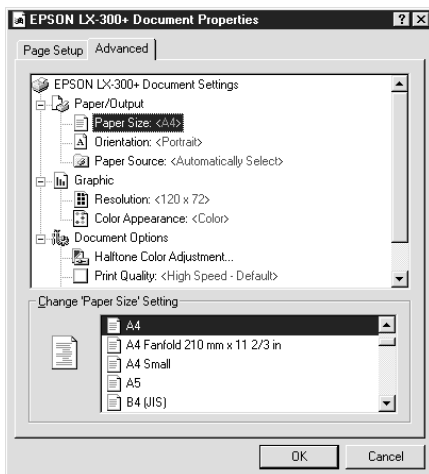 EPSON LX-300+ Document Properties
Page Setup Advanced
EPSON LX-300+ Document Settings
Paper/Output
Paper Size: <A4>
Orientation: <Portrait>
Paper Source: <Automatically Select>
Graphic
Resolution: <120 x 72>
Color Appearance: <Color>
Document Options
Halftone Color Adjustment...
Print Quality: <High Speed - Default>
Change 'Paper Size' Setting
A4
A4 Fanfold 210 mm x 11 2/3 in
A4 Small
A5
B4 (JIS)
OK Cancel